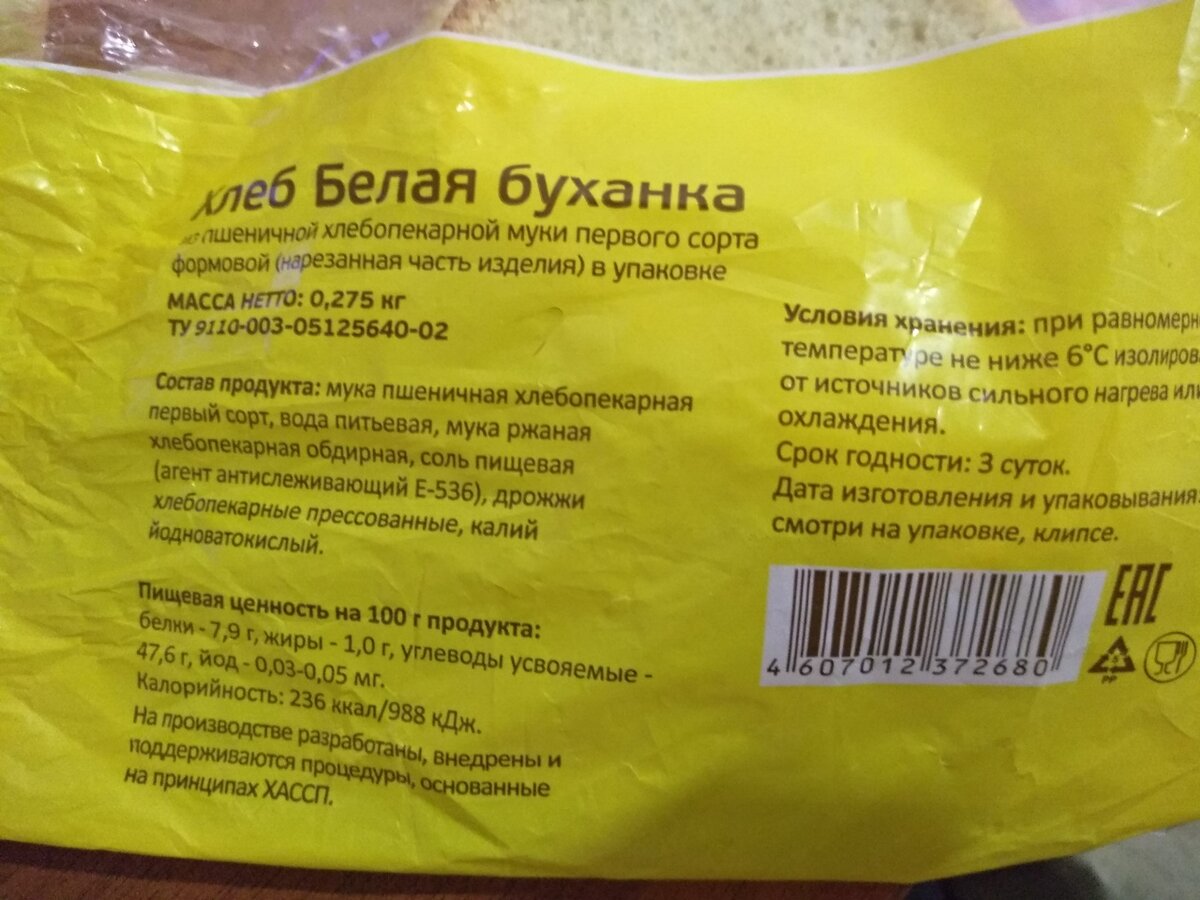 Хлеб Белая буханка
из пшеничной хлебопекарной муки первого сорта
формовой (нарезанная часть изделия) в упаковке
МАССА НЕТТО: 0,275 кг
ТУ 9110-003-05125640-02
Состав продукта: мука пшеничная хлебопекарная
первый сорт, вода питьевая, мука ржаная
хлебопекарная обдирная, соль пищевая
(агент антислеживающий Е-536), дрожжи
хлебопекарные прессованные, калий
йодноватокислый.
Пищевая ценность на 100 г продукта:
белки - 7,9 г, жиры - 1,0 г, углеводы усвояемые -
47,6 г, йод - 0,03-0,05 мг.
Калорийность: 236 ккал/988 кДж.
На производстве разработаны, внедрены и
поддерживаются процедуры, основанные
на принципах ХАССП.
Условия хранения: при равномерн
температуре не ниже 6°С изолиров
от источников сильного нагрева или
охлаждения.
Срок годности: 3 суток.
Дата изготовления и упаковывания:
смотри на упаковке, клипсе.
4 607012 372680
ЕАС
5
PP